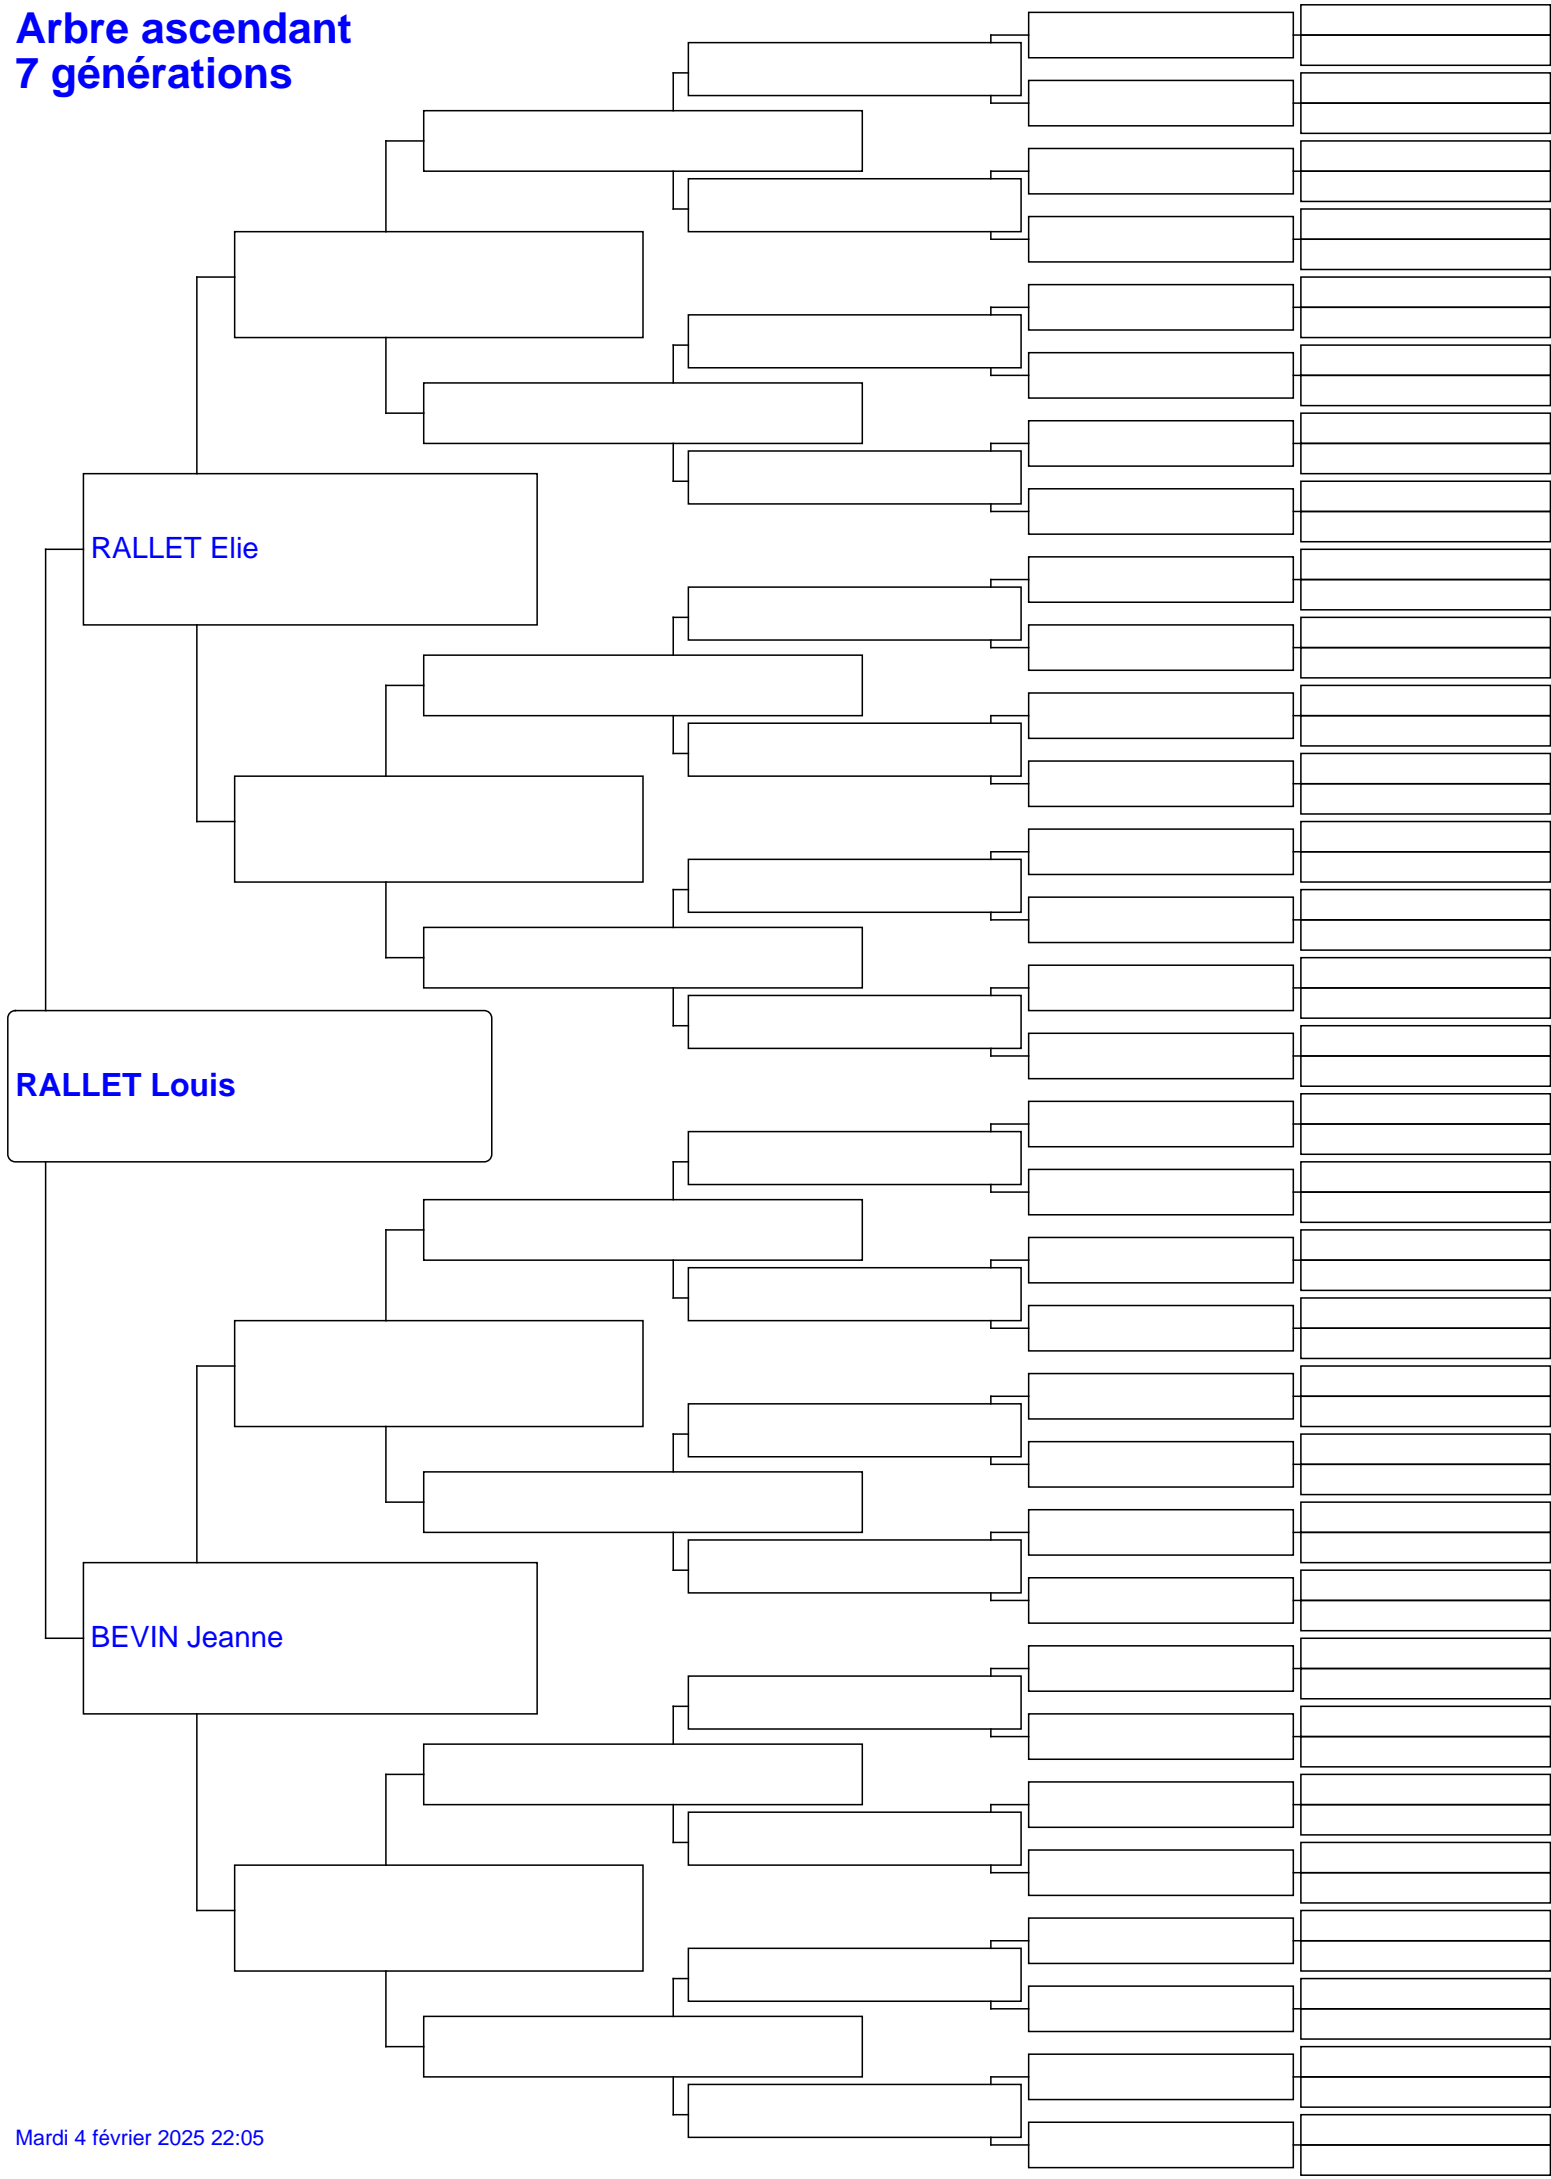 Arbre ascendant
7 générations
RALLET Elie
RALLET Louis
BEVIN Jeanne
Mardi 4 février 2025 22:05